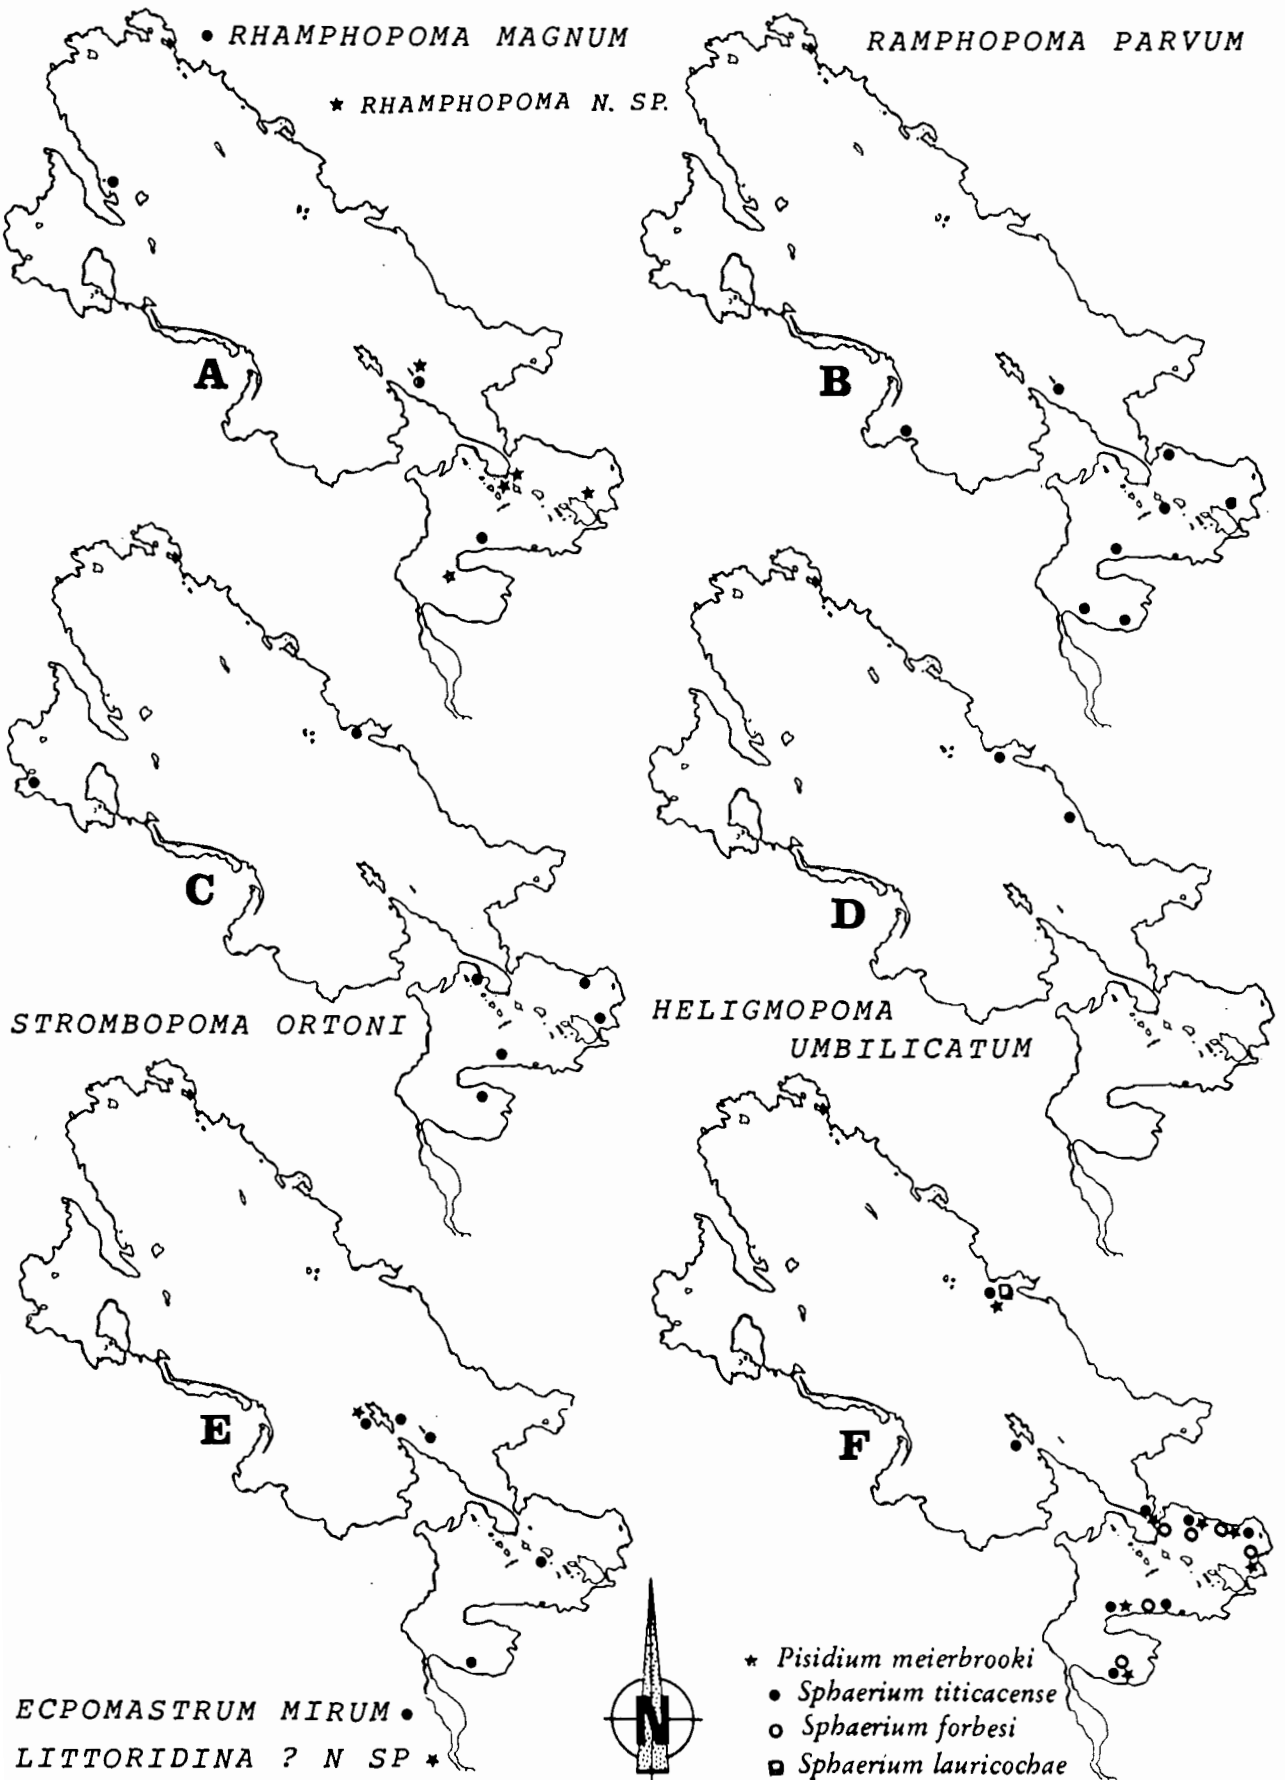 ● RHAMPHOPOMA MAGNUM
★ RHAMPHOPOMA N. SP.
RAMPHOPOMA PARVUM
A
B
C
D
STROMBOPOMA ORTONI
HELIGMOPOMA
UMBILICATUM
E
F
ECPOMASTRUM MIRUM ●
LITTORIDINA ? N SP ★
N
★ Pisidium meierbrooki
● Sphaerium titicacense
○ Sphaerium forbesi
◘ Sphaerium lauricochae